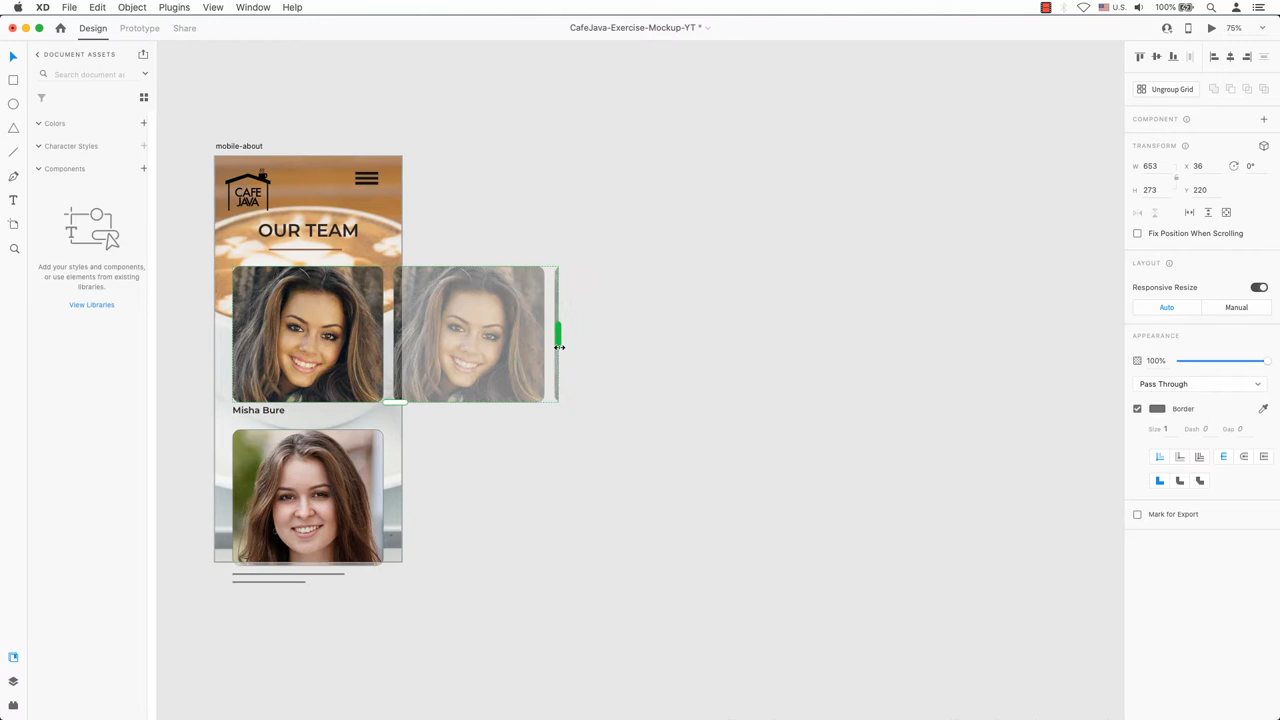 XD File Edit Object Plugins View Window Help
U.S. 100%
Design Prototype Share
CafeJava-Exercise-Mockup-YT *
75%
DOCUMENT ASSETS
Search document as
Colors
Character Styles
Components
Add your styles and components,
or use elements from existing
libraries.
View Libraries
mobile-about
CAFE
JAVA
OUR TEAM
Misha Bure
Ungroup Grid
COMPONENT
TRANSFORM
W 653 X 36 0°
H 273 Y 220
Fix Position When Scrolling
LAYOUT
Responsive Resize
Auto Manual
APPEARANCE
100%
Pass Through
Border
Size 1 Dash 0 Gap 0
Mark for Export